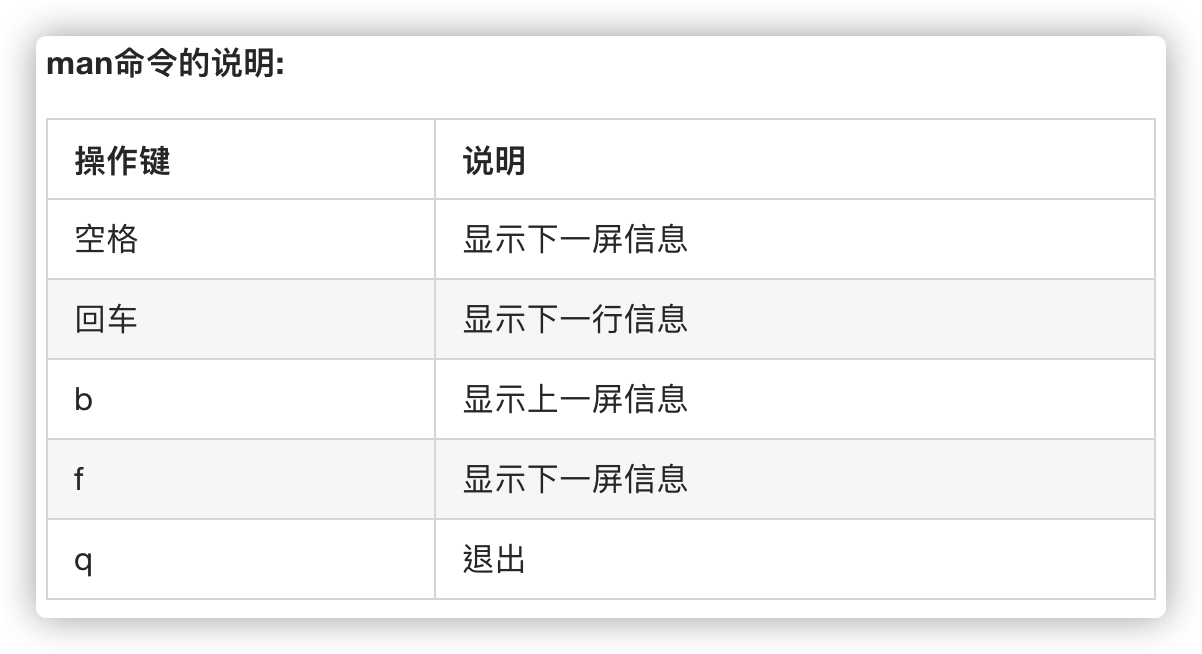 man命令的说明:
操作键 说明
空格 显示下一屏信息
回车 显示下一行信息
b 显示上一屏信息
f 显示下一屏信息
q 退出